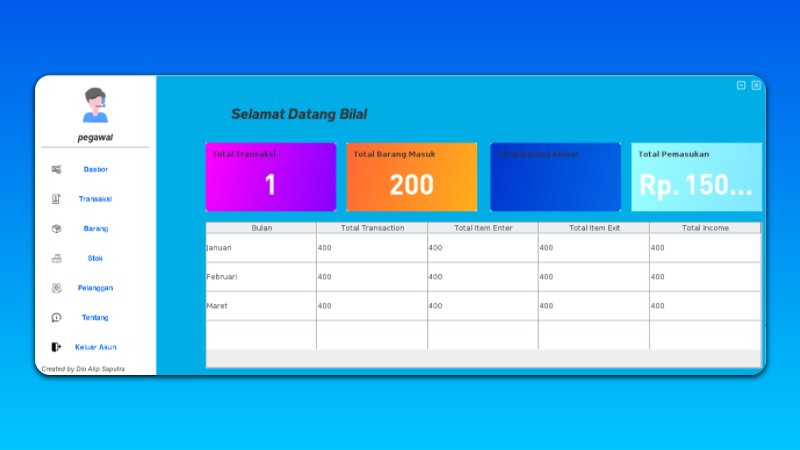 pegawai
Dasbor
Transaksi
Barang
Stok
Pelanggan
Tentang
Keluar Akun
Created by Dio Alip Saputra
Selamat Datang Bilal
Total Transaksi
1
Total Barang Masuk
200
Total Barang Keluar
Total Pemasukan
Rp. 150...
Bulan Total Transaction Total Item Enter Total Item Exit Total Income
Januari 400 400 400 400
Februari 400 400 400 400
Maret 400 400 400 400